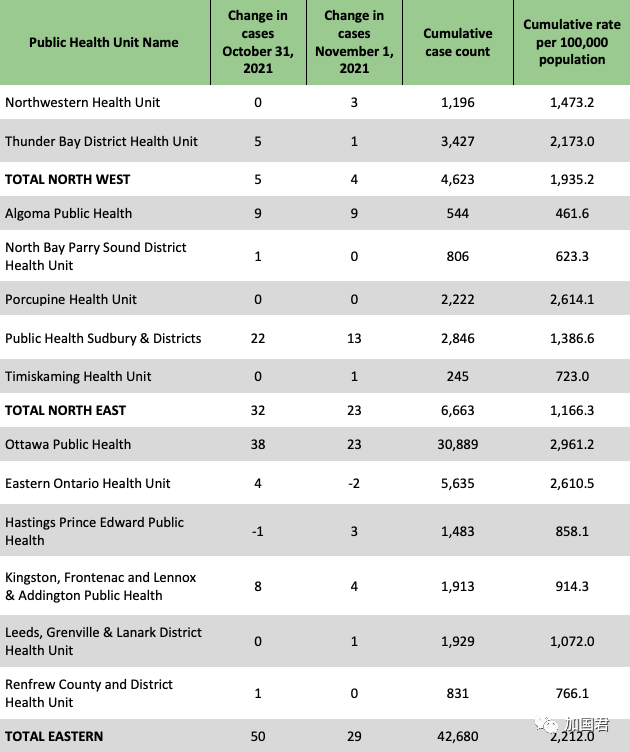 Public Health Unit Name
Change in
cases
October 31,
2021
Change in
cases
November 1,
2021
Cumulative
case count
Cumulative rate
per 100,000
population
Northwestern Health Unit 0 3 1,196 1,473.2
Thunder Bay District Health Unit 5 1 3,427 2,173.0
TOTAL NORTH WEST 5 4 4,623 1,935.2
Algoma Public Health 9 9 544 461.6
North Bay Parry Sound District
Health Unit 1 0 806 623.3
Porcupine Health Unit 0 0 2,222 2,614.1
Public Health Sudbury & Districts 22 13 2,846 1,386.6
Timiskaming Health Unit 0 1 245 723.0
TOTAL NORTH EAST 32 23 6,663 1,166.3
Ottawa Public Health 38 23 30,889 2,961.2
Eastern Ontario Health Unit 4 -2 5,635 2,610.5
Hastings Prince Edward Public
Health -1 3 1,483 858.1
Kingston, Frontenac and Lennox
& Addington Public Health 8 4 1,913 914.3
Leeds, Grenville & Lanark District
Health Unit 0 1 1,929 1,072.0
Renfrew County and District
Health Unit 1 0 831 766.1
TOTAL EASTERN 50 29 42,680 2,212.0
加国君